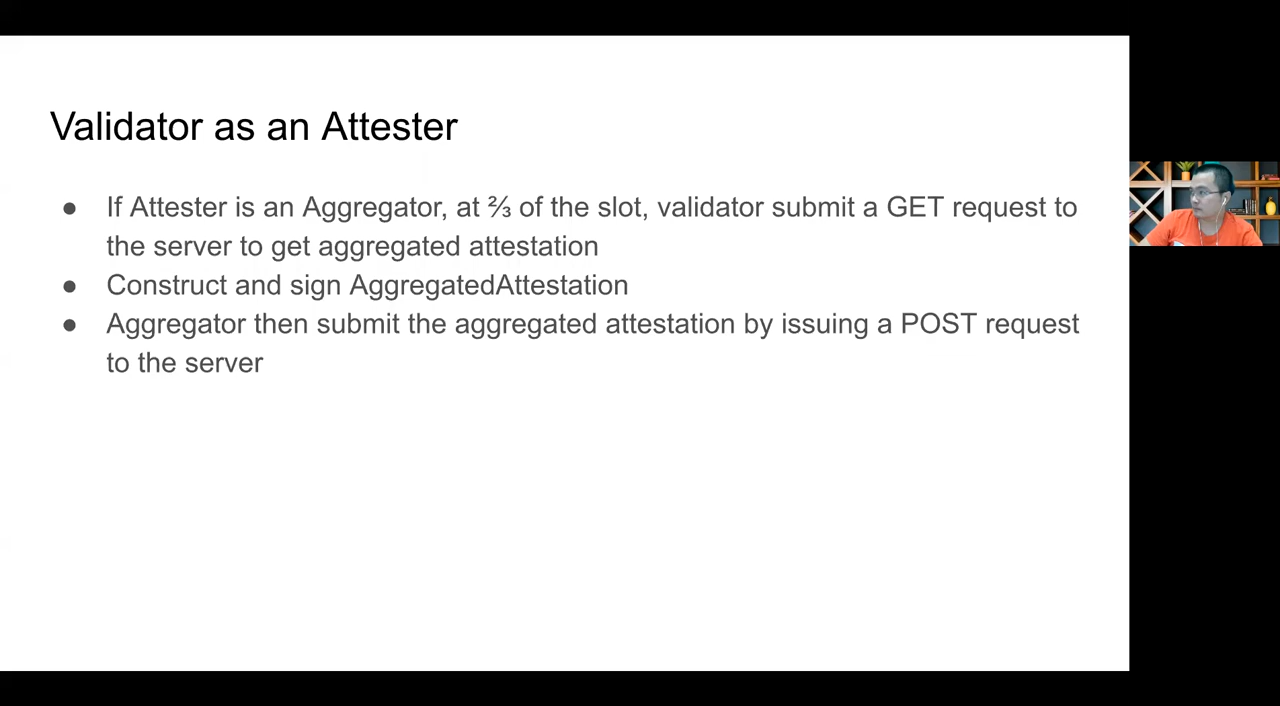 Validator as an Attester
● If Attester is an Aggregator, at ⅔ of the slot, validator submit a GET request to
the server to get aggregated attestation
● Construct and sign AggregatedAttestation
● Aggregator then submit the aggregated attestation by issuing a POST request
to the server